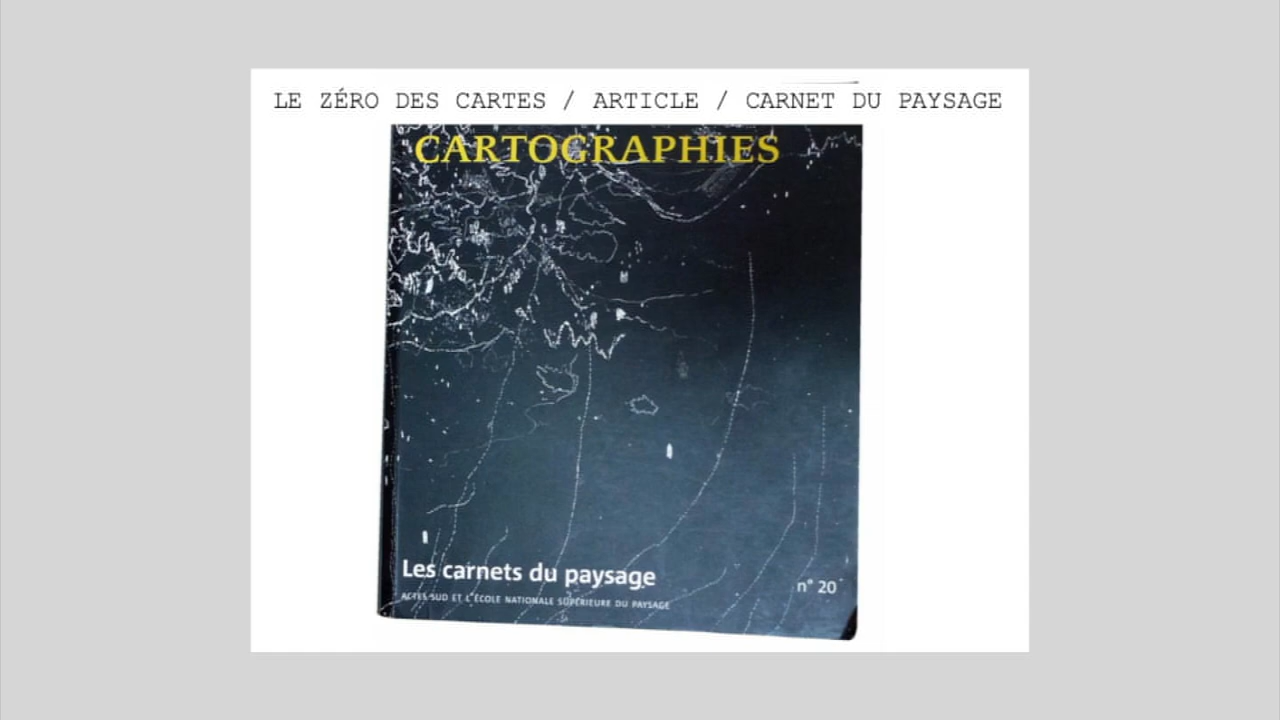 LE ZÉRO DES CARTES / ARTICLE / CARNET DU PAYSAGE
CARTOGRAPHIES
Les carnets du paysage
n° 20
ACTES SUD ET L'ÉCOLE NATIONALE SUPÉRIEURE DU PAYSAGE